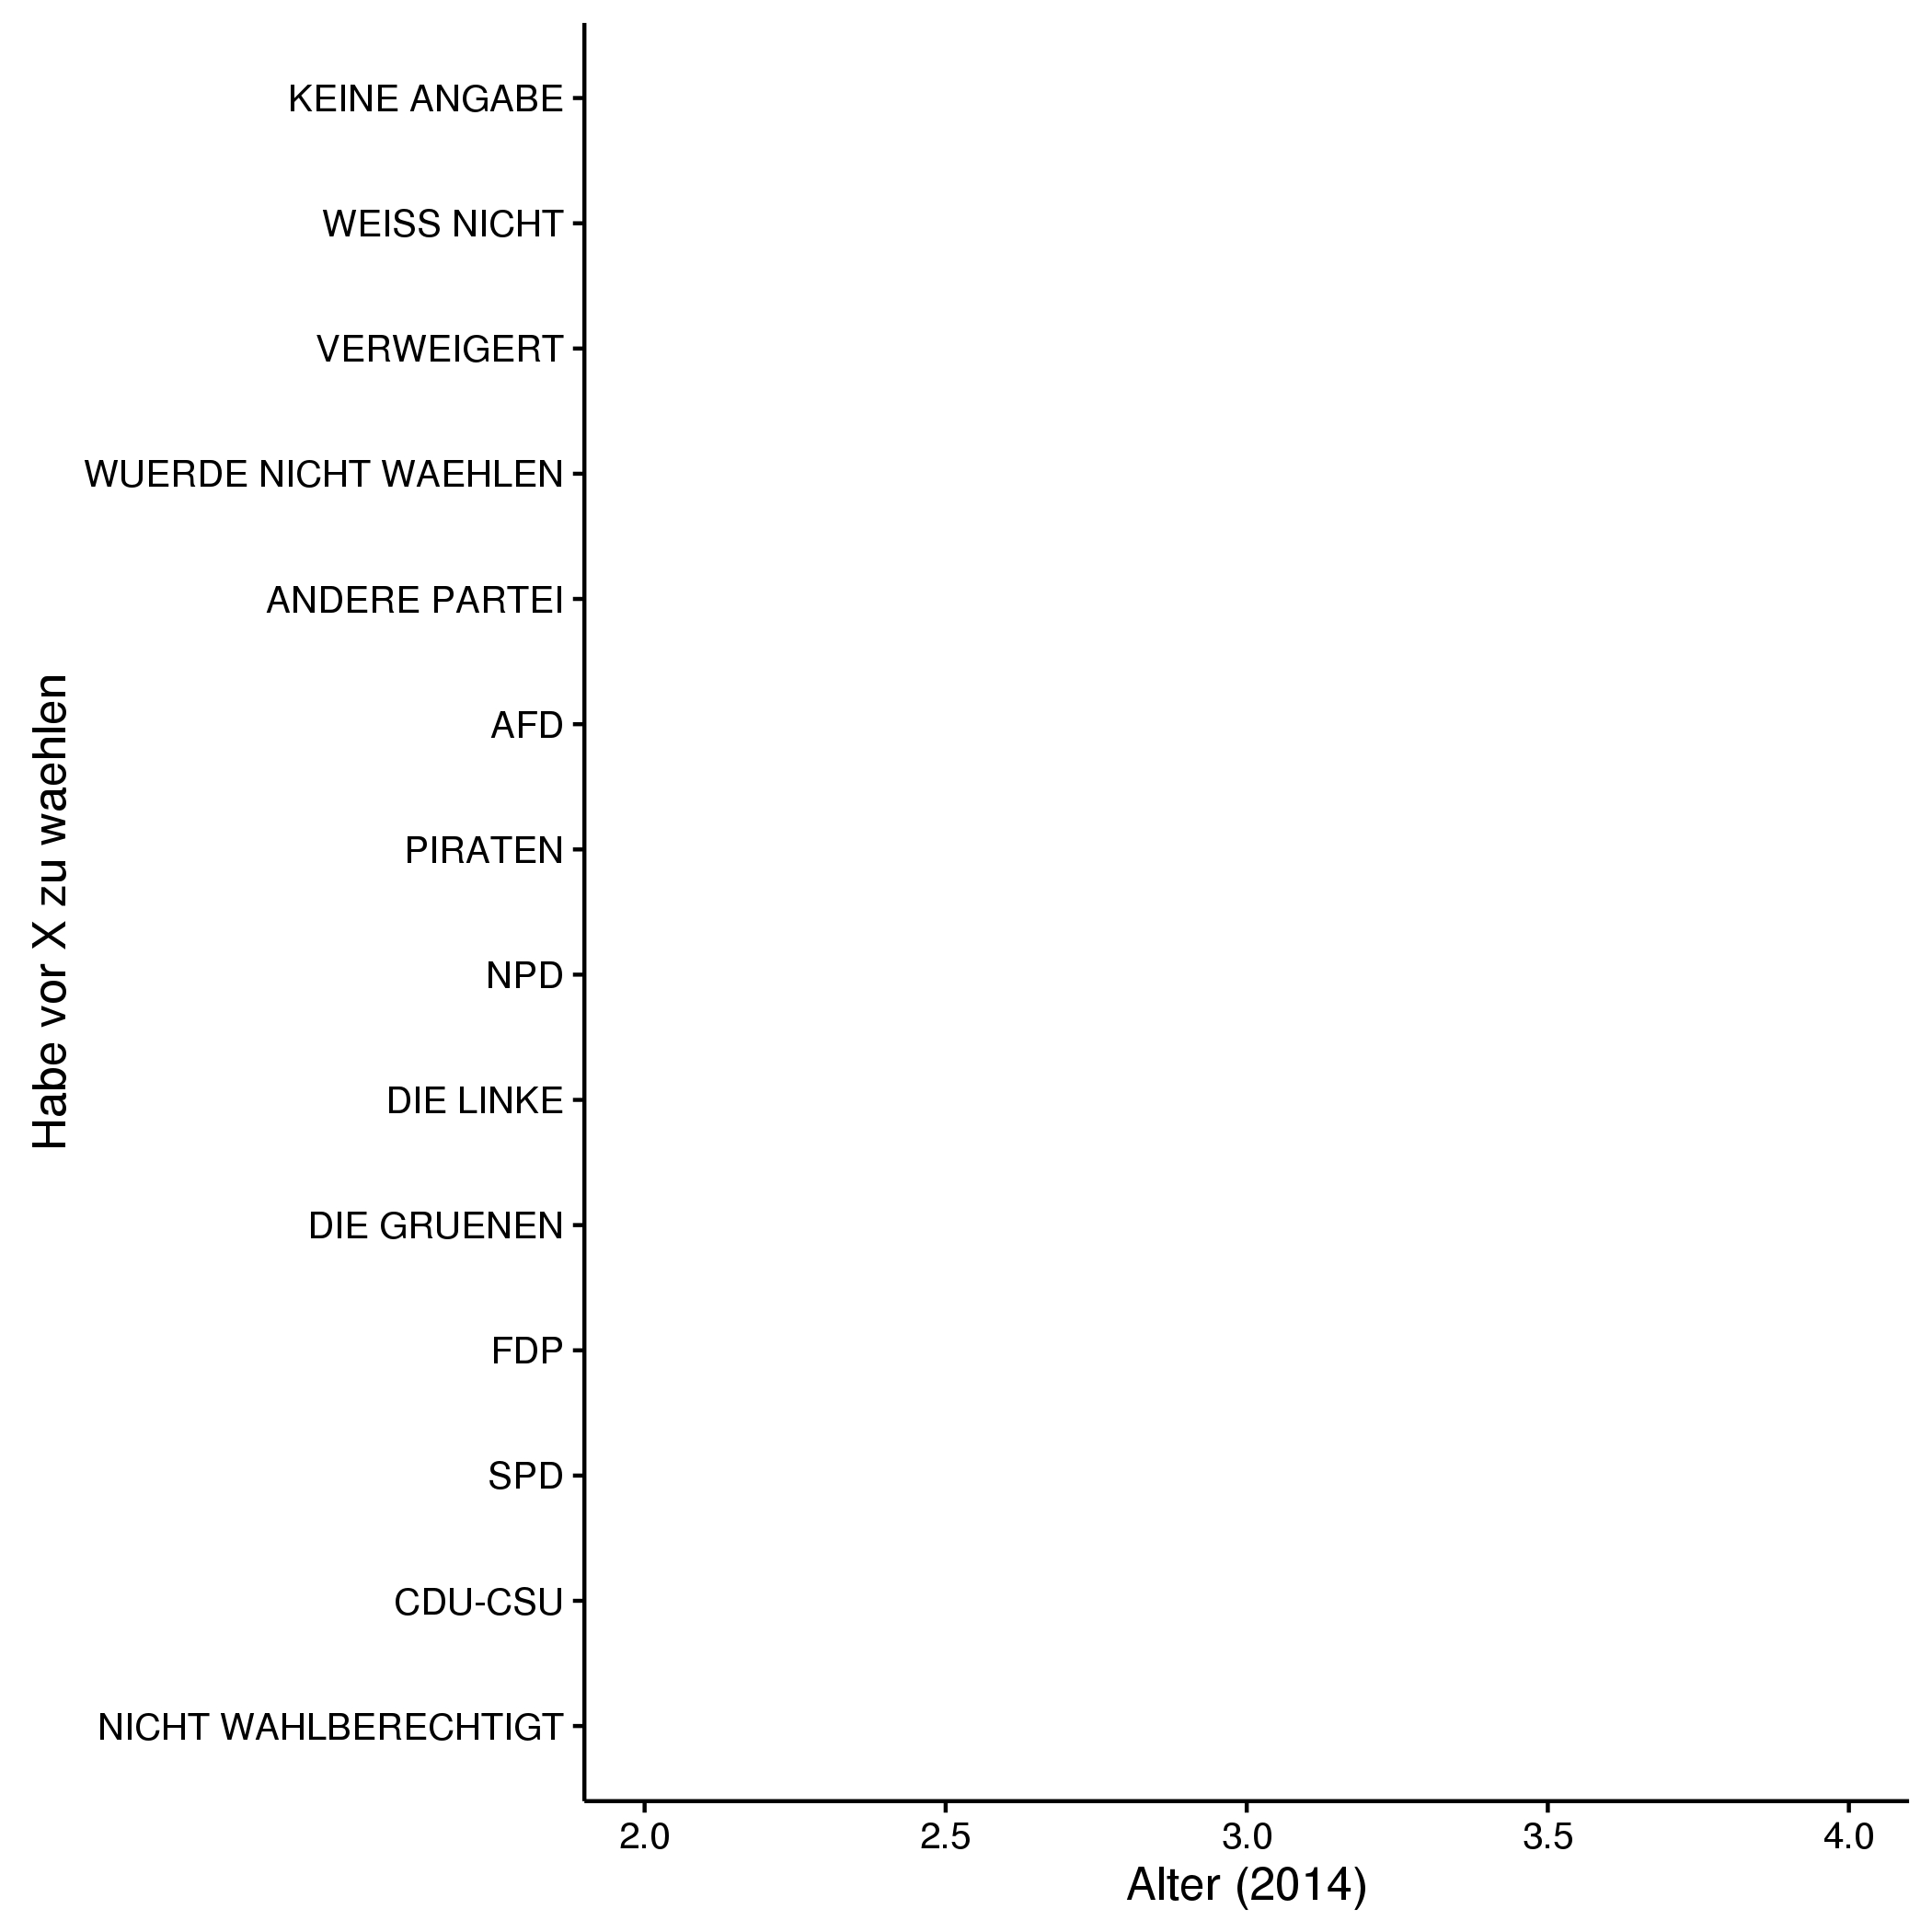 KEINE ANGABE
WEISS NICHT
VERWEIGERT
WUERDE NICHT WAEHLEN
ANDERE PARTEI
AFD
PIRATEN
NPD
DIE LINKE
DIE GRUENEN
FDP
SPD
CDU-CSU
NICHT WAHLBERECHTIGT
Habe vor X zu waehlen
2.0 2.5 3.0 3.5 4.0
Alter (2014)